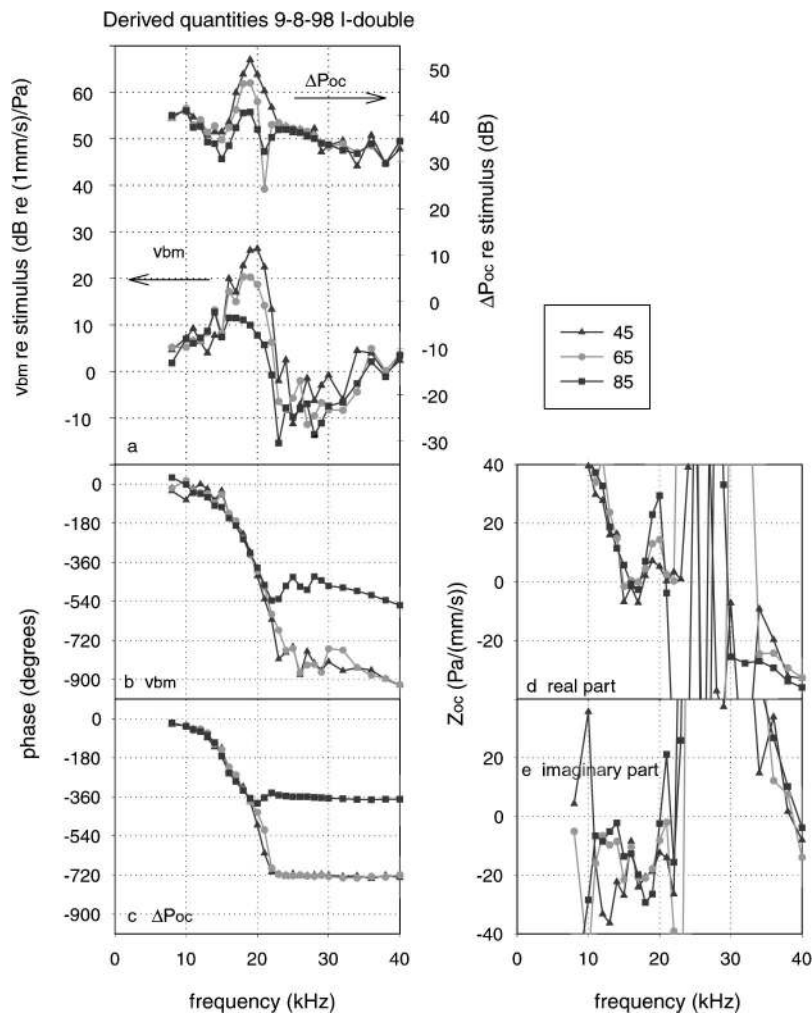 Derived quantities 9-8-98 I-double
vbm re stimulus (dB re (1mm/s)/Pa)
60
50
40
30
20
10
0
-10
ΔPoc
vbm
a
50
40
30
20
10
0
-10
-20
-30
ΔPoc re stimulus (dB)
45
65
85
phase (degrees)
0
-180
-360
-540
-720
-900
b vbm
0
-180
-360
-540
-720
-900
c ΔPoc
0 10 20 30 40
frequency (kHz)
Zoc (Pa/(mm/s))
40
20
0
-20
d real part
20
0
-20
-40
e imaginary part
0 10 20 30 40
frequency (kHz)